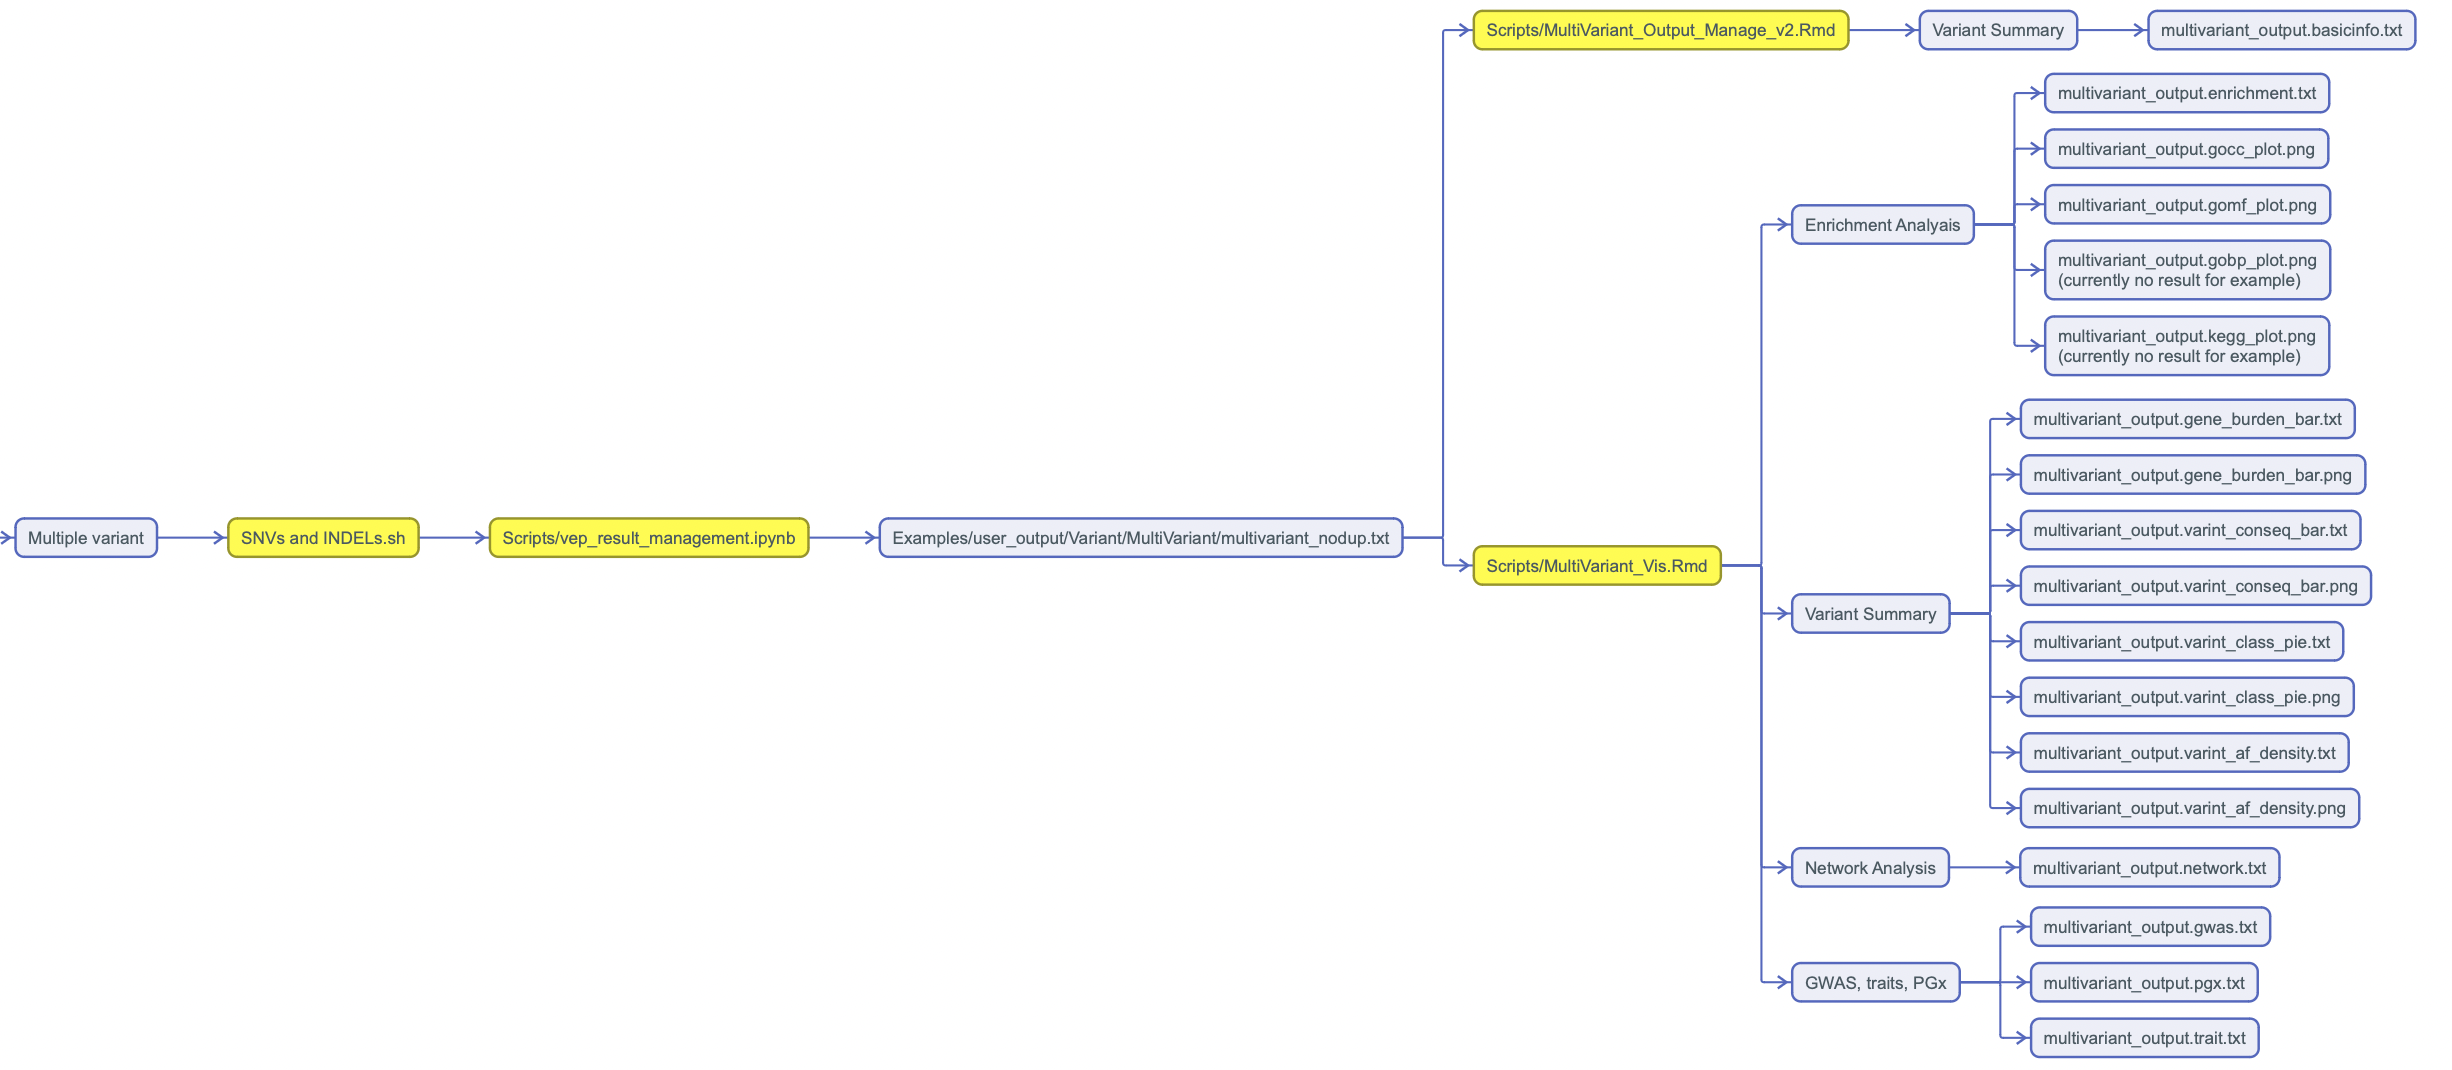 Scripts/MultiVariant_Output_Manage_v2.Rmd
Variant Summary
multivariant_output.basicinfo.txt
multivariant_output.enrichment.txt
multivariant_output.gocc_plot.png
multivariant_output.gomf_plot.png
Enrichment Analyais
multivariant_output.gobp_plot.png
(currently no result for example)
multivariant_output.kegg_plot.png
(currently no result for example)
multivariant_output.gene_burden_bar.txt
multivariant_output.gene_burden_bar.png
Multiple variant
SNVs and INDELs.sh
Scripts/vep_result_management.ipynb
Examples/user_output/Variant/MultiVariant/multivariant_nodup.txt
Scripts/MultiVariant_Vis.Rmd
multivariant_output.varint_conseq_bar.txt
multivariant_output.varint_conseq_bar.png
Variant Summary
multivariant_output.varint_class_pie.txt
multivariant_output.varint_class_pie.png
multivariant_output.varint_af_density.txt
multivariant_output.varint_af_density.png
Network Analysis
multivariant_output.network.txt
multivariant_output.gwas.txt
GWAS, traits, PGx
multivariant_output.pgx.txt
multivariant_output.trait.txt